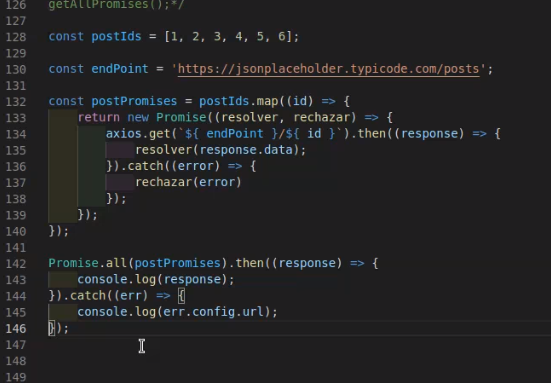 126 getAllPromises();*/
127
128 const postIds = [1, 2, 3, 4, 5, 6];
129
130 const endPoint = 'https://jsonplaceholder.typicode.com/posts';
131
132 const postPromises = postIds.map((id) => {
133     return new Promise((resolver, rechazar) => {
134         axios.get(`${ endPoint }/${ id }`).then((response) => {
135             resolver(response.data);
136         }).catch((error) => {
137             rechazar(error)
138         });
139     });
140 });
141
142 Promise.all(postPromises).then((response) => {
143     console.log(response);
144 }).catch((err) => {
145     console.log(err.config.url);
146 });
147
148
149